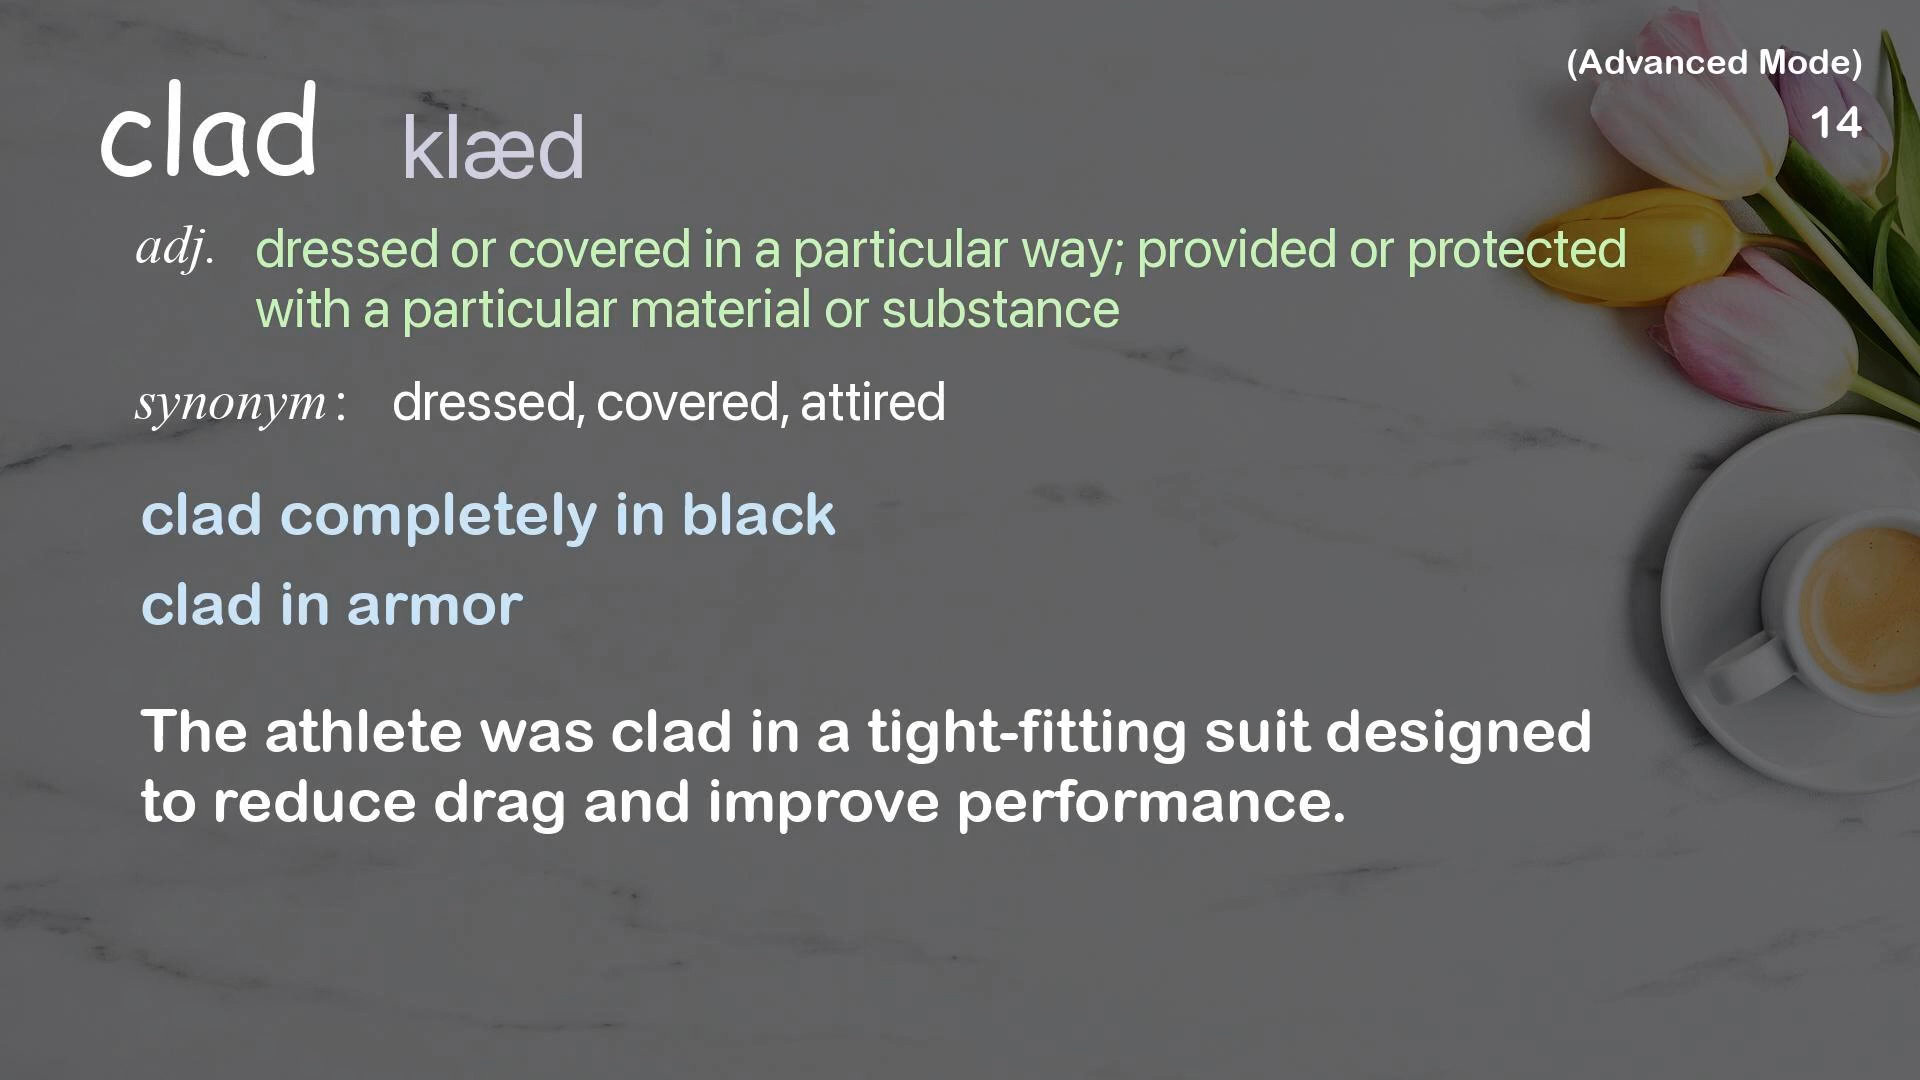 (Advanced Mode)
14
clad klæd
adj. dressed or covered in a particular way; provided or protected
with a particular material or substance
synonym: dressed, covered, attired
clad completely in black
clad in armor
The athlete was clad in a tight-fitting suit designed
to reduce drag and improve performance.